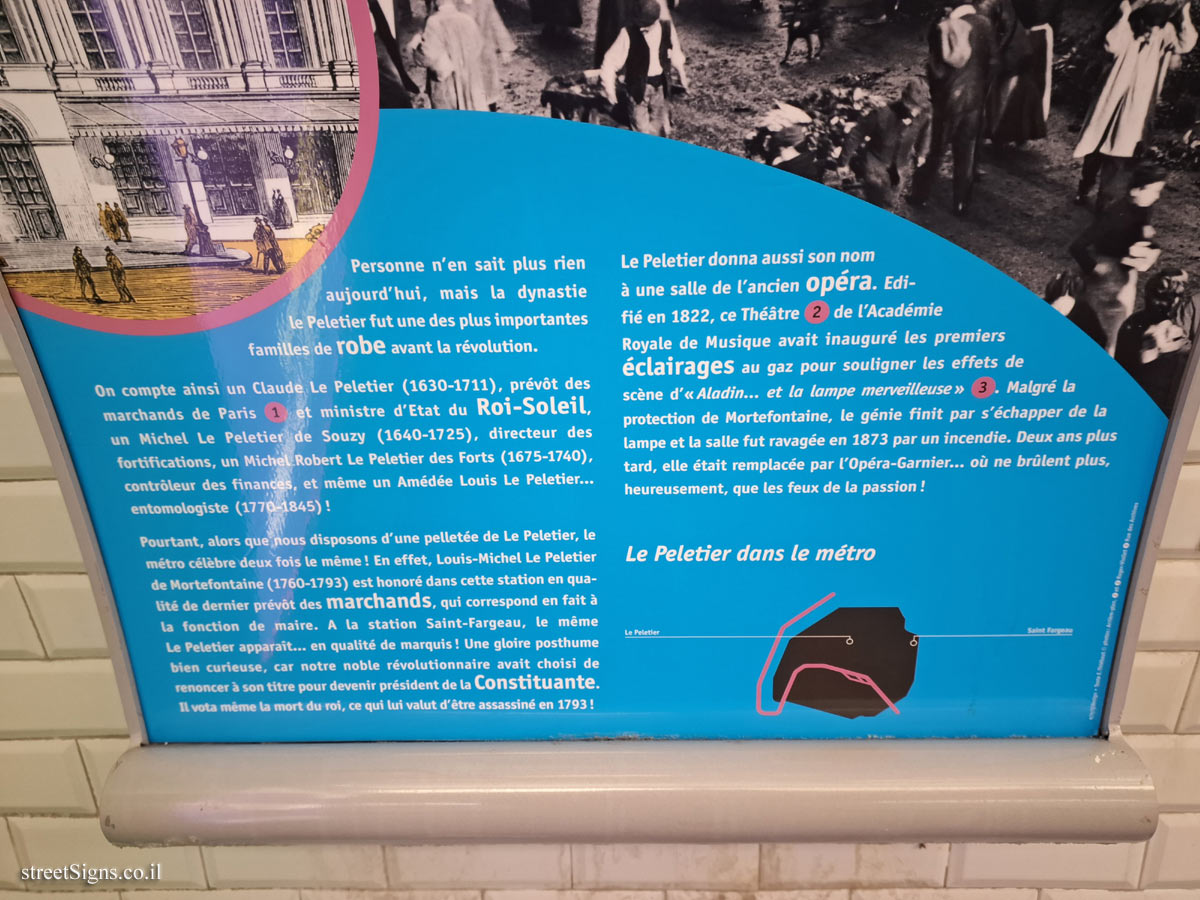 Personne n'en sait plus rien
aujourd'hui, mais la dynastie
le Peletier fut une des plus importantes
familles de robe avant la révolution.
On compte ainsi un Claude Le Peletier (1630-1711), prévôt des
marchands de Paris 1 et ministre d'Etat du Roi-Soleil,
un Michel Le Peletier de Souzy (1640-1725), directeur des
fortifications, un Michel Robert Le Peletier des Forts (1675-1740),
contrôleur des finances, et même un Amédée Louis Le Peletier...
entomologiste (1770-1845) !
Pourtant, alors que nous disposons d'une pelletée de Le Peletier, le
métro célèbre deux fois le même ! En effet, Louis-Michel Le Peletier
de Mortefontaine (1760-1793) est honoré dans cette station en qua-
lité de dernier prévôt des marchands, qui correspond en fait à
la fonction de maire. A la station Saint-Fargeau, le même
Le Peletier apparaît... en qualité de marquis ! Une gloire posthume
bien curieuse, car notre noble révolutionnaire avait choisi de
renoncer à son titre pour devenir président de la Constituante.
Il vota même la mort du roi, ce qui lui valut d'être assassiné en 1793 !
Le Peletier donna aussi son nom
à une salle de l'ancien opéra. Edi-
fié en 1822, ce Théâtre 2 de l'Académie
Royale de Musique avait inauguré les premiers
éclairages au gaz pour souligner les effets de
scène d'« Aladin... et la lampe merveilleuse » 3. Malgré la
protection de Mortefontaine, le génie finit par s'échapper de la
lampe et la salle fut ravagée en 1873 par un incendie. Deux ans plus
tard, elle était remplacée par l'Opéra-Garnier... où ne brûlent plus,
heureusement, que les feux de la passion !
Le Peletier dans le métro
Le Peletier
Saint Fargeau
streetSigns.co.il